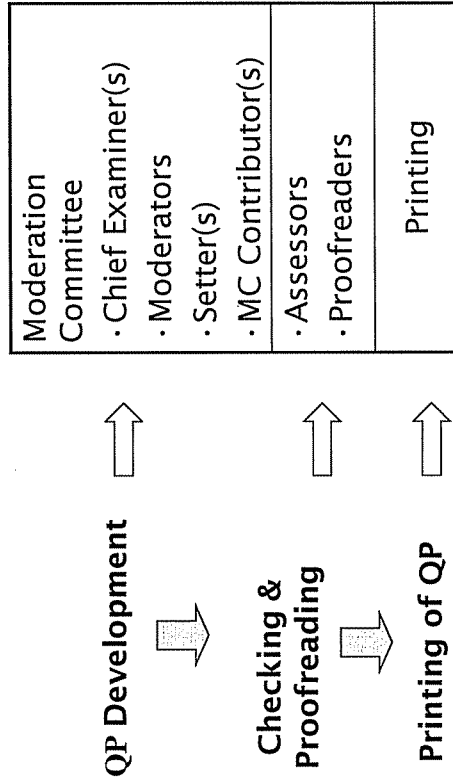 QP Development
Moderation
Committee
· Chief Examiner(s)
· Moderators
· Setter(s)
· MC Contributor(s)
Checking &
Proofreading
· Assessors
· Proofreaders
Printing of QP
Printing